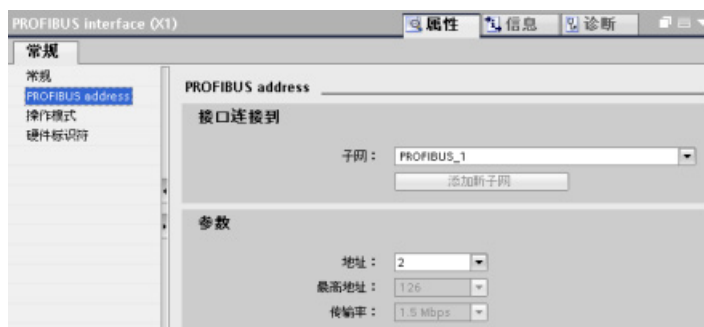 PROFIBUS interface (X1)
属性
信息
诊断
常规
常规
PROFIBUS address
操作模式
硬件标识符
PROFIBUS address
接口连接到
子网： PROFIBUS_1
添加新子网
参数
地址： 2
最高地址： 126
传输率： 1.5 Mbps